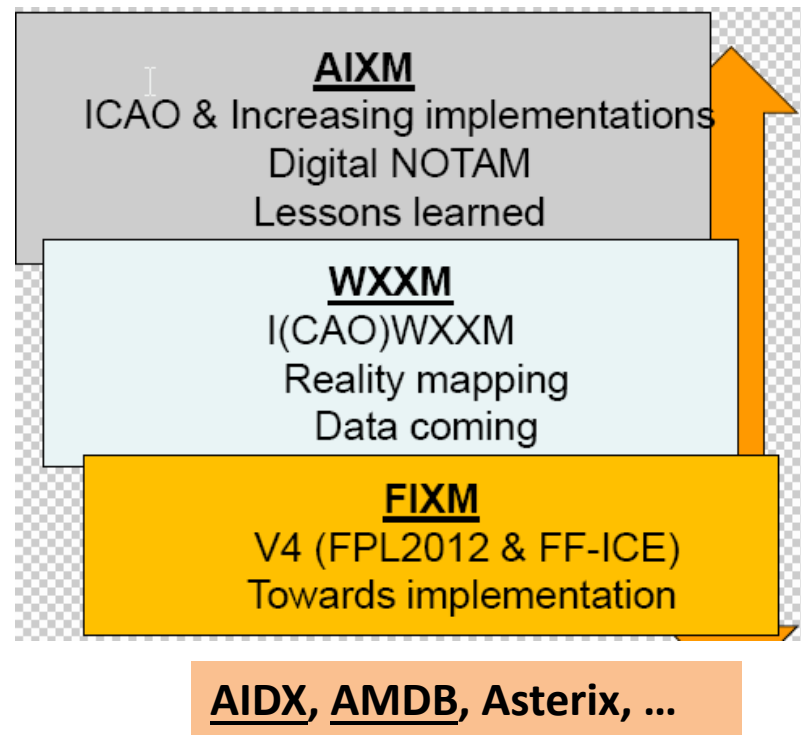 AIXM
ICAO & Increasing implementations
Digital NOTAM
Lessons learned
WXXM
I(CAO)WXXM
Reality mapping
Data coming
FIXM
V4 (FPL2012 & FF-ICE)
Towards implementation
AIDX, AMDB, Asterix, ...